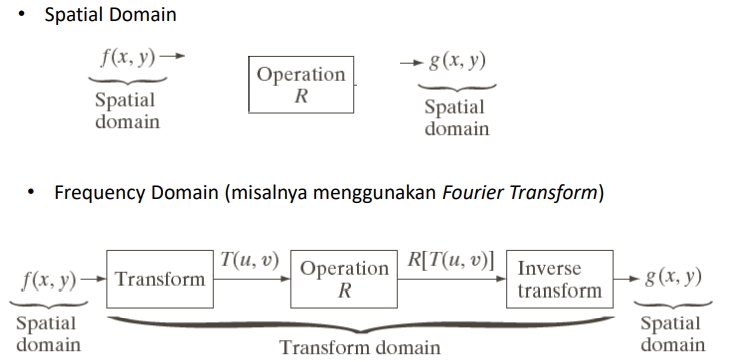 • Spatial Domain
f(x, y)
Operation
R
g(x, y)
Spatial
domain
Spatial
domain
• Frequency Domain (misalnya menggunakan Fourier Transform)
f(x, y)
Transform
T(u, v)
Operation
R
R[T(u, v)]
Inverse
transform
g(x, y)
Spatial
domain
Transform domain
Spatial
domain